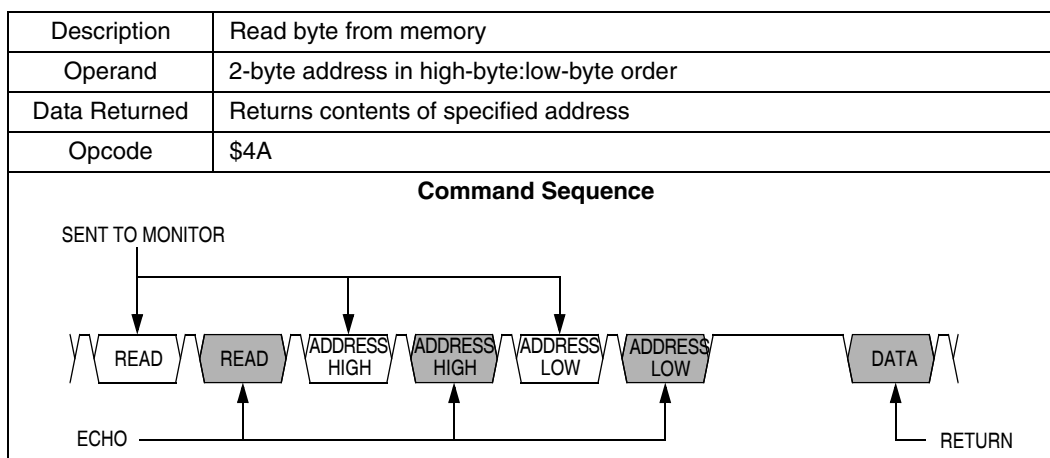 Description Read byte from memory
Operand 2-byte address in high-byte:low-byte order
Data Returned Returns contents of specified address
Opcode $4A
Command Sequence
SENT TO MONITOR
READ READ ADDRESS HIGH ADDRESS HIGH ADDRESS LOW ADDRESS LOW DATA
ECHO RETURN